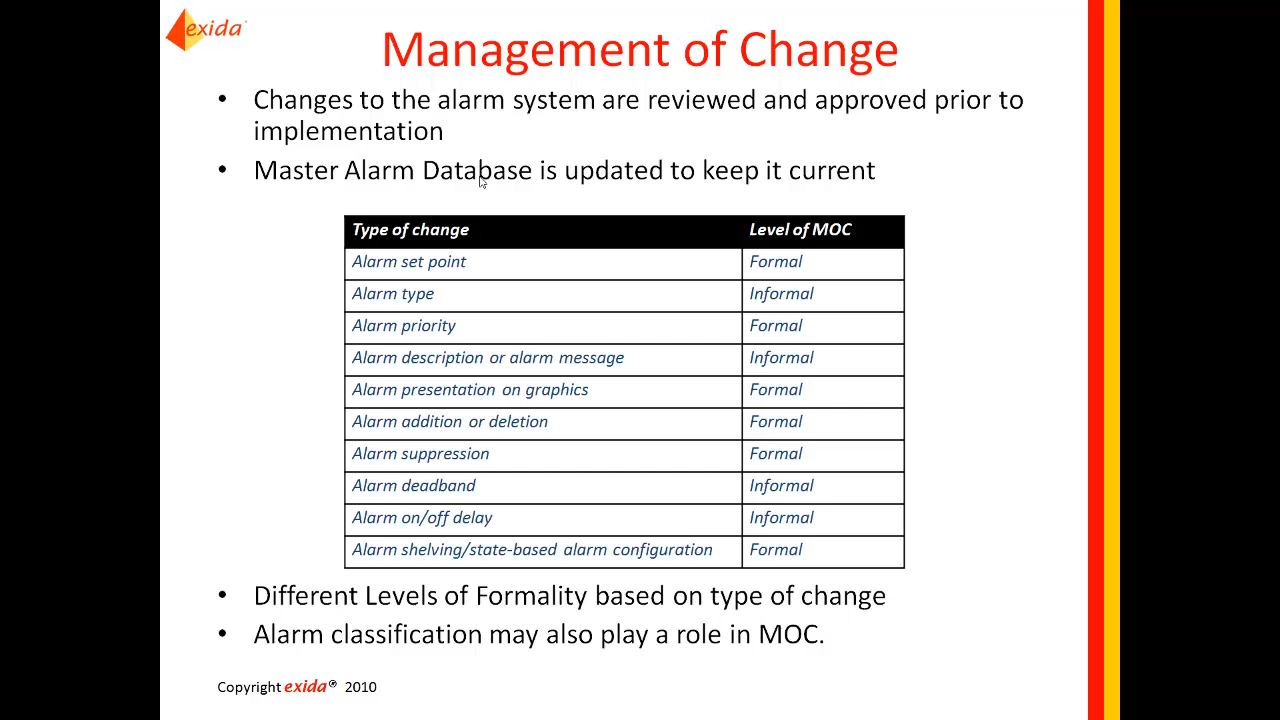 exida
Management of Change
• Changes to the alarm system are reviewed and approved prior to
implementation
• Master Alarm Database is updated to keep it current
Type of change Level of MOC
Alarm set point Formal
Alarm type Informal
Alarm priority Formal
Alarm description or alarm message Informal
Alarm presentation on graphics Formal
Alarm addition or deletion Formal
Alarm suppression Formal
Alarm deadband Informal
Alarm on/off delay Informal
Alarm shelving/state-based alarm configuration Formal
• Different Levels of Formality based on type of change
• Alarm classification may also play a role in MOC.
Copyright exida® 2010